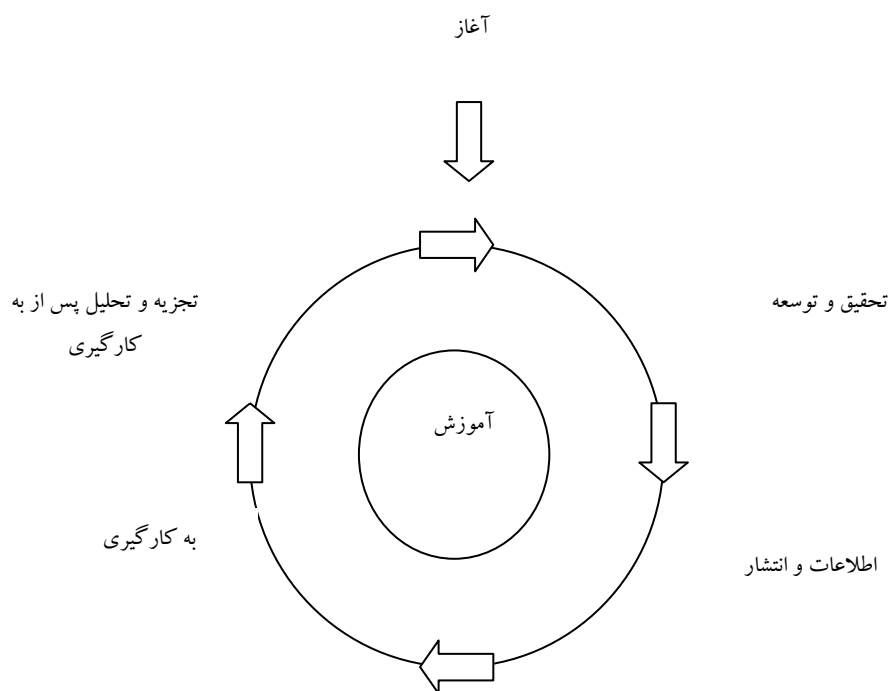 آغاز
تحقیق و توسعه
تجزیه و تحلیل پس از به
کارگیری
آموزش
به کارگیری
اطلاعات و انتشار